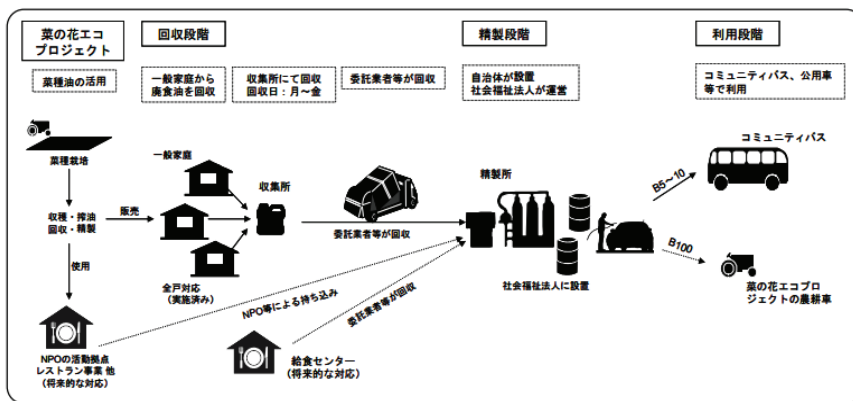 菜の花エコ
プロジェクト
回収段階
精製段階
利用段階
菜種油の活用
一般家庭から
廃食油を回収
収集所にて回収
回収日：月～金
委託業者等が回収
自治体が設置
社会福祉法人が運営
コミュニティバス、公用車
等で利用
菜種栽培
収穫・搾油
回収・精製
販売
使用
NPOの活動拠点
レストラン事業 他
（将来的な対応）
一般家庭
全戸対応
（実施済み）
収集所
委託業者等が回収
NPO等による持ち込み
委託業者等が回収
給食センター
（将来的な対応）
精製所
社会福祉法人に設置
B5～10
B100
コミュニティバス
菜の花エコプロ
ジェクトの農耕車